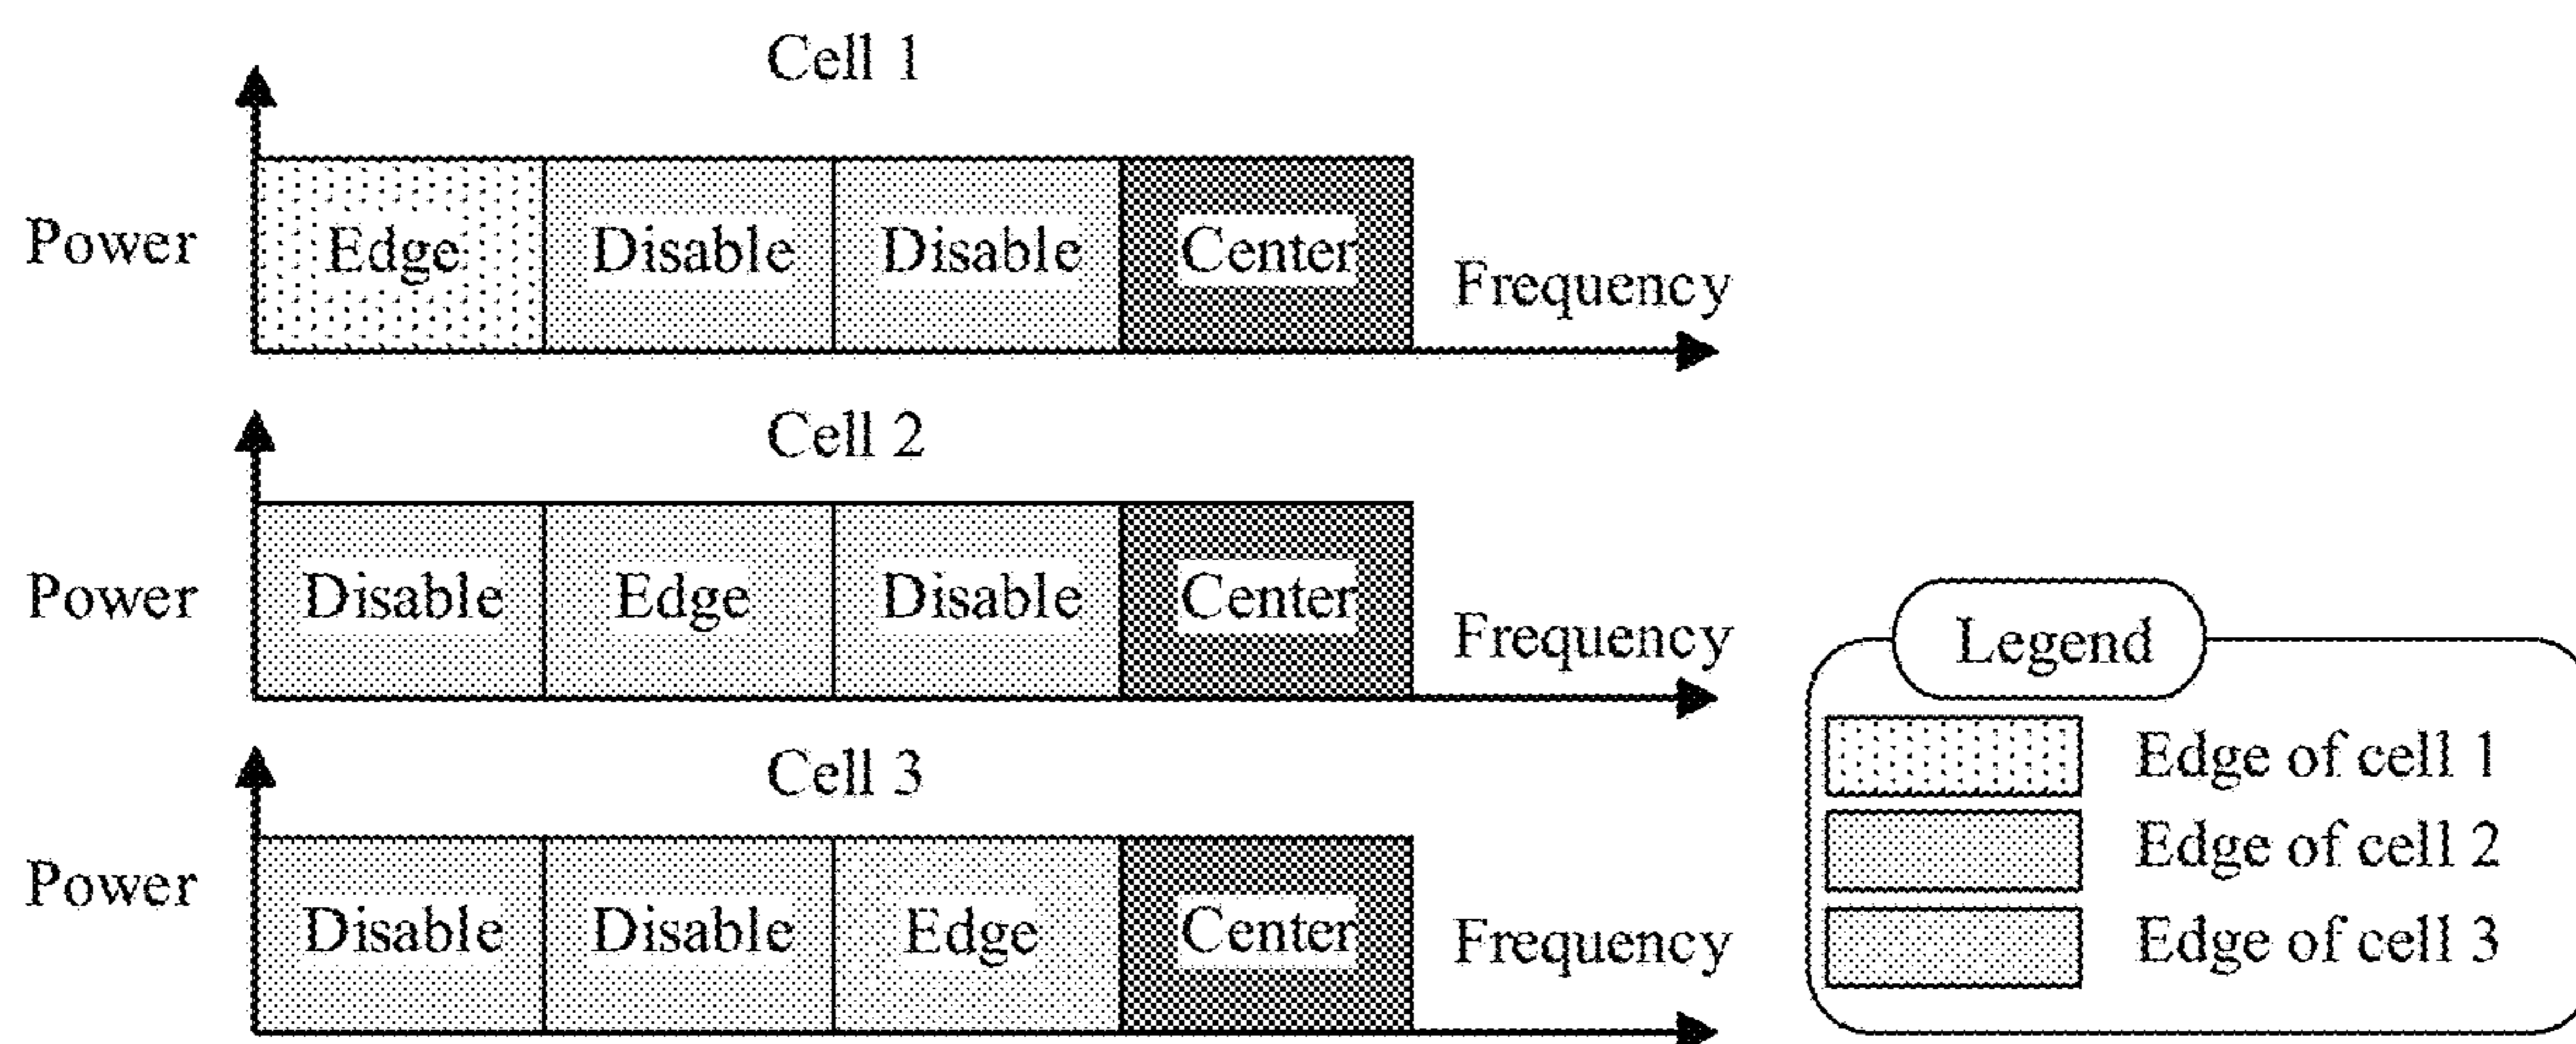 Cell 1
Power
Edge Disable Disable Center
Frequency
Cell 2
Power
Disable Edge Disable Center
Frequency
Cell 3
Power
Disable Disable Edge Center
Frequency
Legend
Edge of cell 1
Edge of cell 2
Edge of cell 3